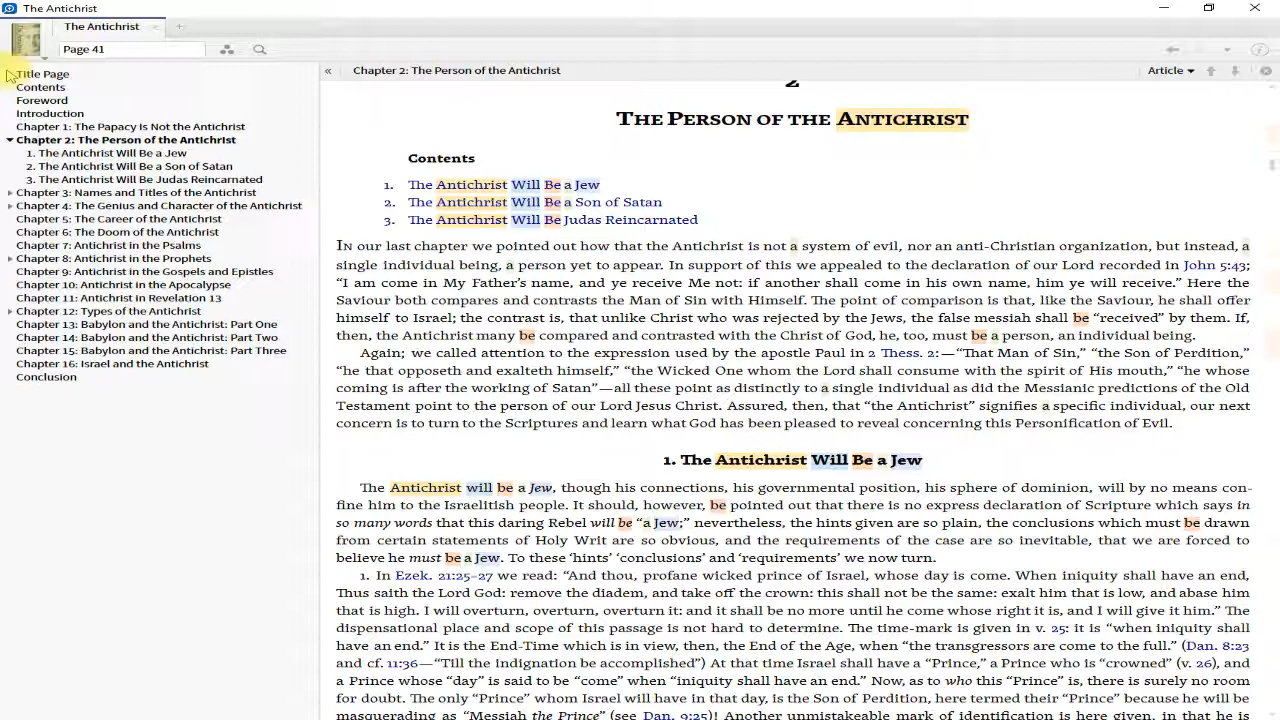 The Antichrist
The Antichrist
Page 41
Title Page
Contents
Foreword
Introduction
Chapter 1: The Papacy Is Not the Antichrist
Chapter 2: The Person of the Antichrist
1. The Antichrist Will Be a Jew
2. The Antichrist Will Be a Son of Satan
3. The Antichrist Will Be Judas Reincarnated
Chapter 3: Names and Titles of the Antichrist
Chapter 4: The Genius and Character of the Antichrist
Chapter 5: The Career of the Antichrist
Chapter 6: The Doom of the Antichrist
Chapter 7: Antichrist in the Psalms
Chapter 8: Antichrist in the Prophets
Chapter 9: Antichrist in the Gospels and Epistles
Chapter 10: Antichrist in the Apocalypse
Chapter 11: Antichrist in Revelation 13
Chapter 12: Types of the Antichrist
Chapter 13: Babylon and the Antichrist: Part One
Chapter 14: Babylon and the Antichrist: Part Two
Chapter 15: Babylon and the Antichrist: Part Three
Chapter 16: Israel and the Antichrist
Conclusion
« Chapter 2: The Person of the Antichrist
Article
2
THE PERSON OF THE ANTICHRIST
Contents
1. The Antichrist Will Be a Jew
2. The Antichrist Will Be a Son of Satan
3. The Antichrist Will Be Judas Reincarnated
IN our last chapter we pointed out how that the Antichrist is not a system of evil, nor an anti-Christian organization, but instead, a
single individual being, a person yet to appear. In support of this we appealed to the declaration of our Lord recorded in John 5:43;
“I am come in My Father’s name, and ye receive Me not: if another shall come in his own name, him ye will receive.” Here the
Saviour both compares and contrasts the Man of Sin with Himself. The point of comparison is that, like the Saviour, he shall offer
himself to Israel; the contrast is, that unlike Christ who was rejected by the Jews, the false messiah shall be “received” by them. If,
then, the Antichrist many be compared and contrasted with the Christ of God, he, too, must be a person, an individual being.
Again; we called attention to the expression used by the apostle Paul in 2 Thess. 2:—“That Man of Sin,” “the Son of Perdition,”
“he that opposeth and exalteth himself,” “the Wicked One whom the Lord shall consume with the spirit of His mouth,” “he whose
coming is after the working of Satan”—all these point as distinctly to a single individual as did the Messianic predictions of the Old
Testament point to the person of our Lord Jesus Christ. Assured, then, that “the Antichrist” signifies a specific individual, our next
concern is to turn to the Scriptures and learn what God has been pleased to reveal concerning this Personification of Evil.
1. The Antichrist Will Be a Jew
The Antichrist will be a Jew, though his connections, his governmental position, his sphere of dominion, will by no means con-
fine him to the Israelitish people. It should, however, be pointed out that there is no express declaration of Scripture which says in
so many words that this daring Rebel will be “a Jew;” nevertheless, the hints given are so plain, the conclusions which must be drawn
from certain statements of Holy Writ are so obvious, and the requirements of the case are so inevitable, that we are forced to
believe he must be a Jew. To these ‘hints’ ‘conclusions’ and ‘requirements’ we now turn.
1. In Ezek. 21:25–27 we read: “And thou, profane wicked prince of Israel, whose day is come. When iniquity shall have an end,
Thus saith the Lord God: remove the diadem, and take off the crown: this shall not be the same: exalt him that is low, and abase him
that is high. I will overturn, overturn, overturn it: and it shall be no more until he come whose right it is, and I will give it him.” The
dispensational place and scope of this passage is not hard to determine. The time-mark is given in v. 25: it is “when iniquity shall
have an end.” It is the End-Time which is in view, then, the End of the Age, when “the transgressors are come to the full.” (Dan. 8:23
and cf. 11:36—“Till the indignation be accomplished”) At that time Israel shall have a “Prince,” a Prince who is “crowned” (v. 26), and
a Prince whose “day” is said to be “come” when “iniquity shall have an end.” Now, as to who this “Prince” is, there is surely no room
for doubt. The only “Prince” whom Israel will have in that day, is the Son of Perdition, here termed their “Prince” because he will be
masquerading as “Messiah the Prince” (see Dan. 9:25)! Another unmistakeable mark of identification is here given, in that he is